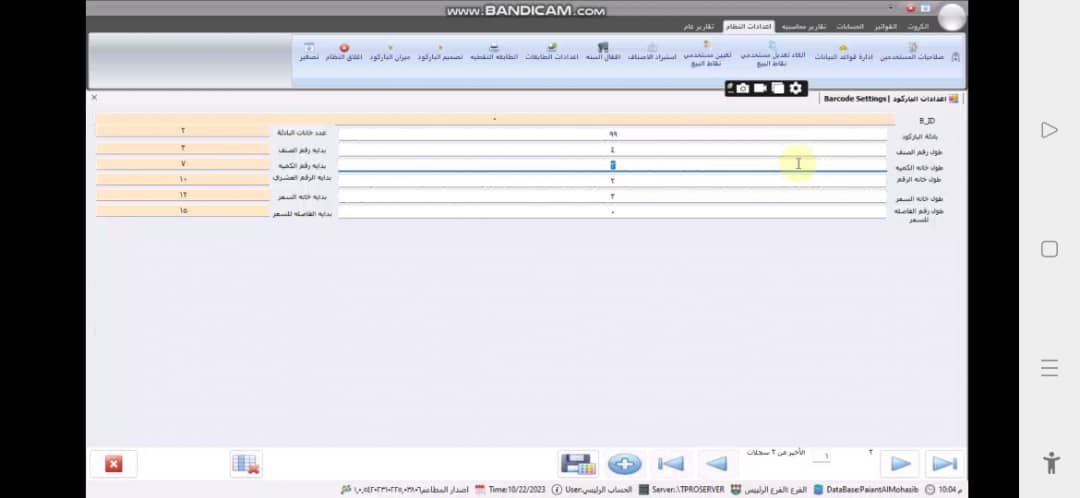 www.BANDICAM.com
الكروت الفواتير الحسابات تقارير محاسبيه اعدادات النظام تقارير عام
صلاحيات المستخدمين ادارة قواعد البيانات الغاء تعديل مستخدمي نقاط البيع تعيين مستخدمي نقاط البيع استيراد الاصناف اقفال السنه اعدادات الطابعات الطابعه النقطيه تصميم الباركود ميزان الباركود اغلاق النظام تصغير
اعدادات الباركود | Barcode Settings
B_ID ٠
بادئة الباركود ٩٩ عدد خانات البادئة ٢
طول رقم الصنف ٤ بدايه رقم الصنف ٣
طول خانه الكميه ٣ بدايه رقم الكميه ٧
طول خانه الرقم ٢ بدايه الرقم العشري ١٠
طول خانه السعر ٣ بدايه خانه السعر ١٢
طول رقم الفاصله للسعر ٠ بدايه الفاصله للسعر ١٥
٢ ١ الأخير من ٢ سجلات
10:04 م DataBase:PaiantAlMohasib الفرع :الفرع الرئيسي Server:.\TPROSERVER الحساب الرئيسي:User Time:10/22/2023